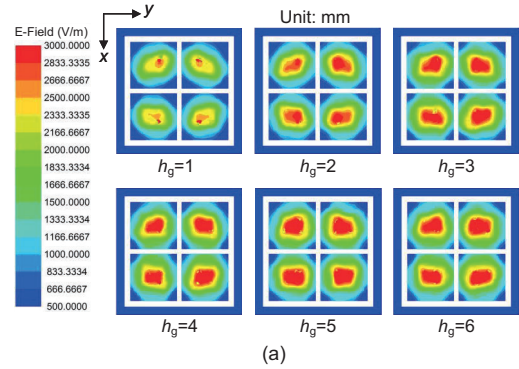 y
x
Unit: mm
E-Field (V/m)
3000.0000
2833.3334
2666.6667
2500.0000
2333.3334
2166.6667
2000.0000
1833.3334
1666.6667
1500.0000
1333.3334
1166.6667
1000.0000
833.3334
666.6667
500.0000
hg=1
hg=2
hg=3
hg=4
hg=5
hg=6
(a)